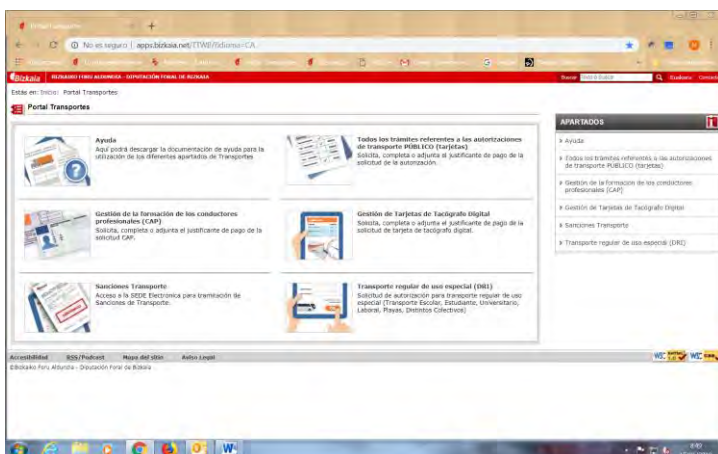 Portal Transportes
No es seguro | apps.bizkaia.net/TTWE/?idioma=CA
Bizkaia
BIZKAIKO FORU ALDUNDIA - DIPUTACIÓN FORAL DE BIZKAIA
Buscar
Euskara
Estás en: Inicio: Portal Transportes
Portal Transportes
Ayuda
Aquí podrá descargar la documentación de ayuda para la
utilización de los diferentes apartados de Transportes
Todos los trámites referentes a las autorizaciones
de transporte PÚBLICO (tarjetas)
Solicita, completa o adjunta el justificante de pago de la
solicitud de la autorización.
Gestión de la formación de los conductores
profesionales (CAP)
Solicita, completa o adjunta el justificante de pago de la
solicitud CAP.
Gestión de Tarjetas de Tacógrafo Digital
Solicita, completa o adjunta el justificante de pago de la
solicitud de tarjeta de tacógrafo digital.
Sanciones Transporte
Acceso a la SEDE Electronica para tramitación de
Sanciones de Transporte.
Transporte regular de uso especial (DRI)
Solicitud de autorización para transporte regular de uso
especial (Transporte Escolar, Estudiante, Universitario,
Laboral, Playas, Distintos Colectivos)
APARTADOS
Ayuda
Todos los trámites referentes a las autorizaciones
de transporte PÚBLICO (tarjetas)
Gestión de la formación de los conductores
profesionales (CAP)
Gestión de Tarjetas de Tacógrafo Digital
Sanciones Transporte
Transporte regular de uso especial (DRI)
Accesibilidad RSS/Podcast Mapa del sitio Aviso Legal
©Bizkaiko Foru Aldundia - Diputación Foral de Bizkaia